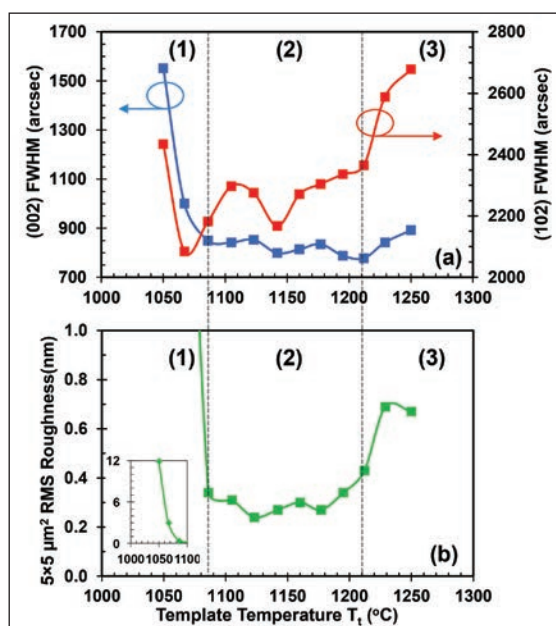 1700
1500
1300
1100
900
700
(002) FWHM (arcsec)
2800
2600
2400
2200
2000
(102) FWHM (arcsec)
(1)
(2)
(3)
(a)
1000 1050 1100 1150 1200 1250 1300
1.0
0.8
0.6
0.4
0.2
0.0
5×5 µm² RMS Roughness(nm)
(1)
(2)
(3)
12
6
0
1000 1050 1100
(b)
1000 1050 1100 1150 1200 1250 1300
Template Temperature Tt (oC)